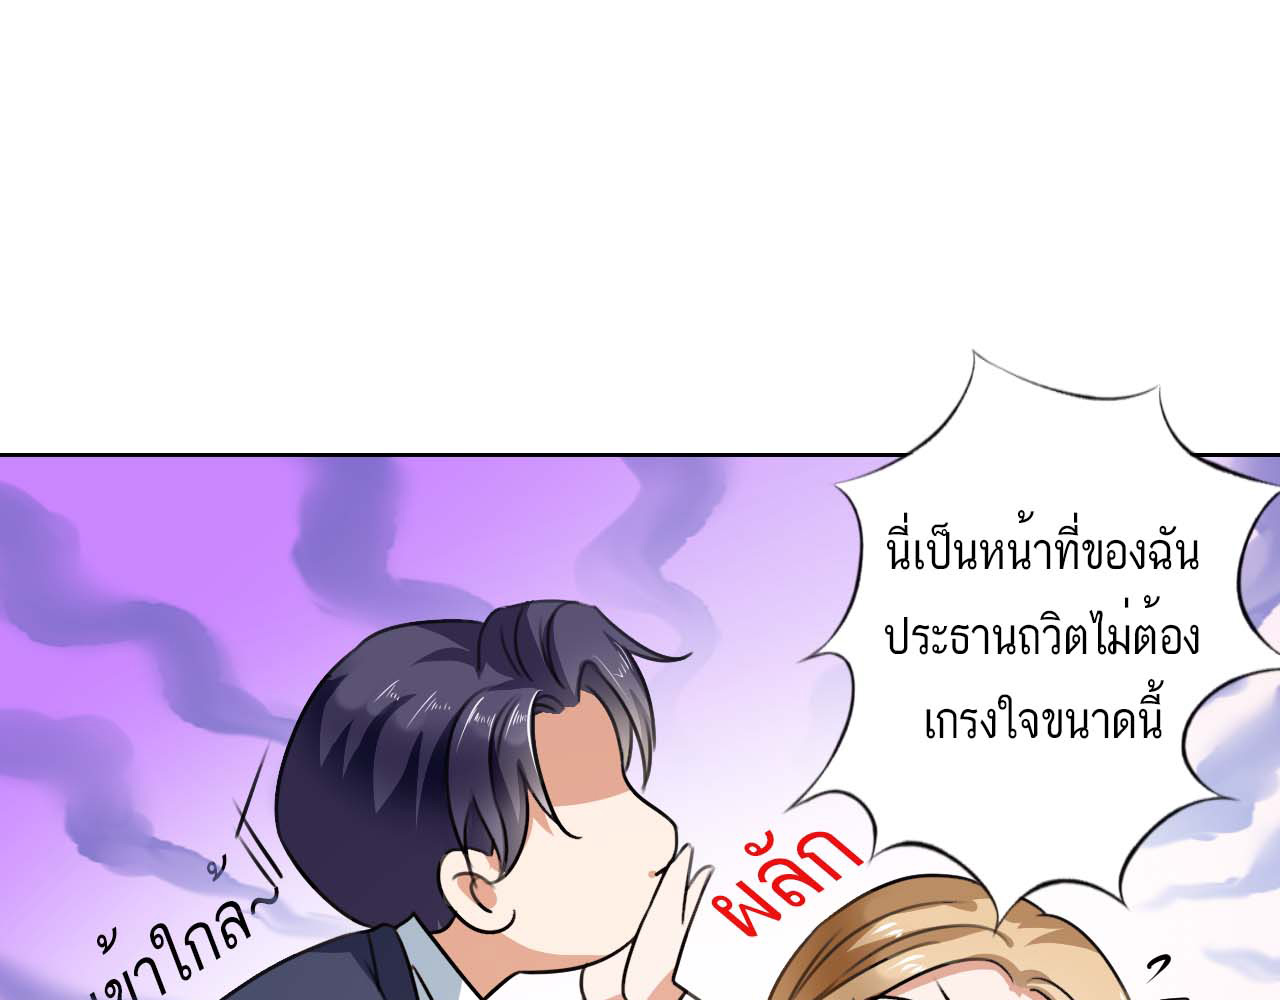 นี่เป็นหน้าที่ของฉัน
ประธานถวิตไม่ต้อง
เกรงใจขนาดนี้
ผลัก
เข้าใกล้~